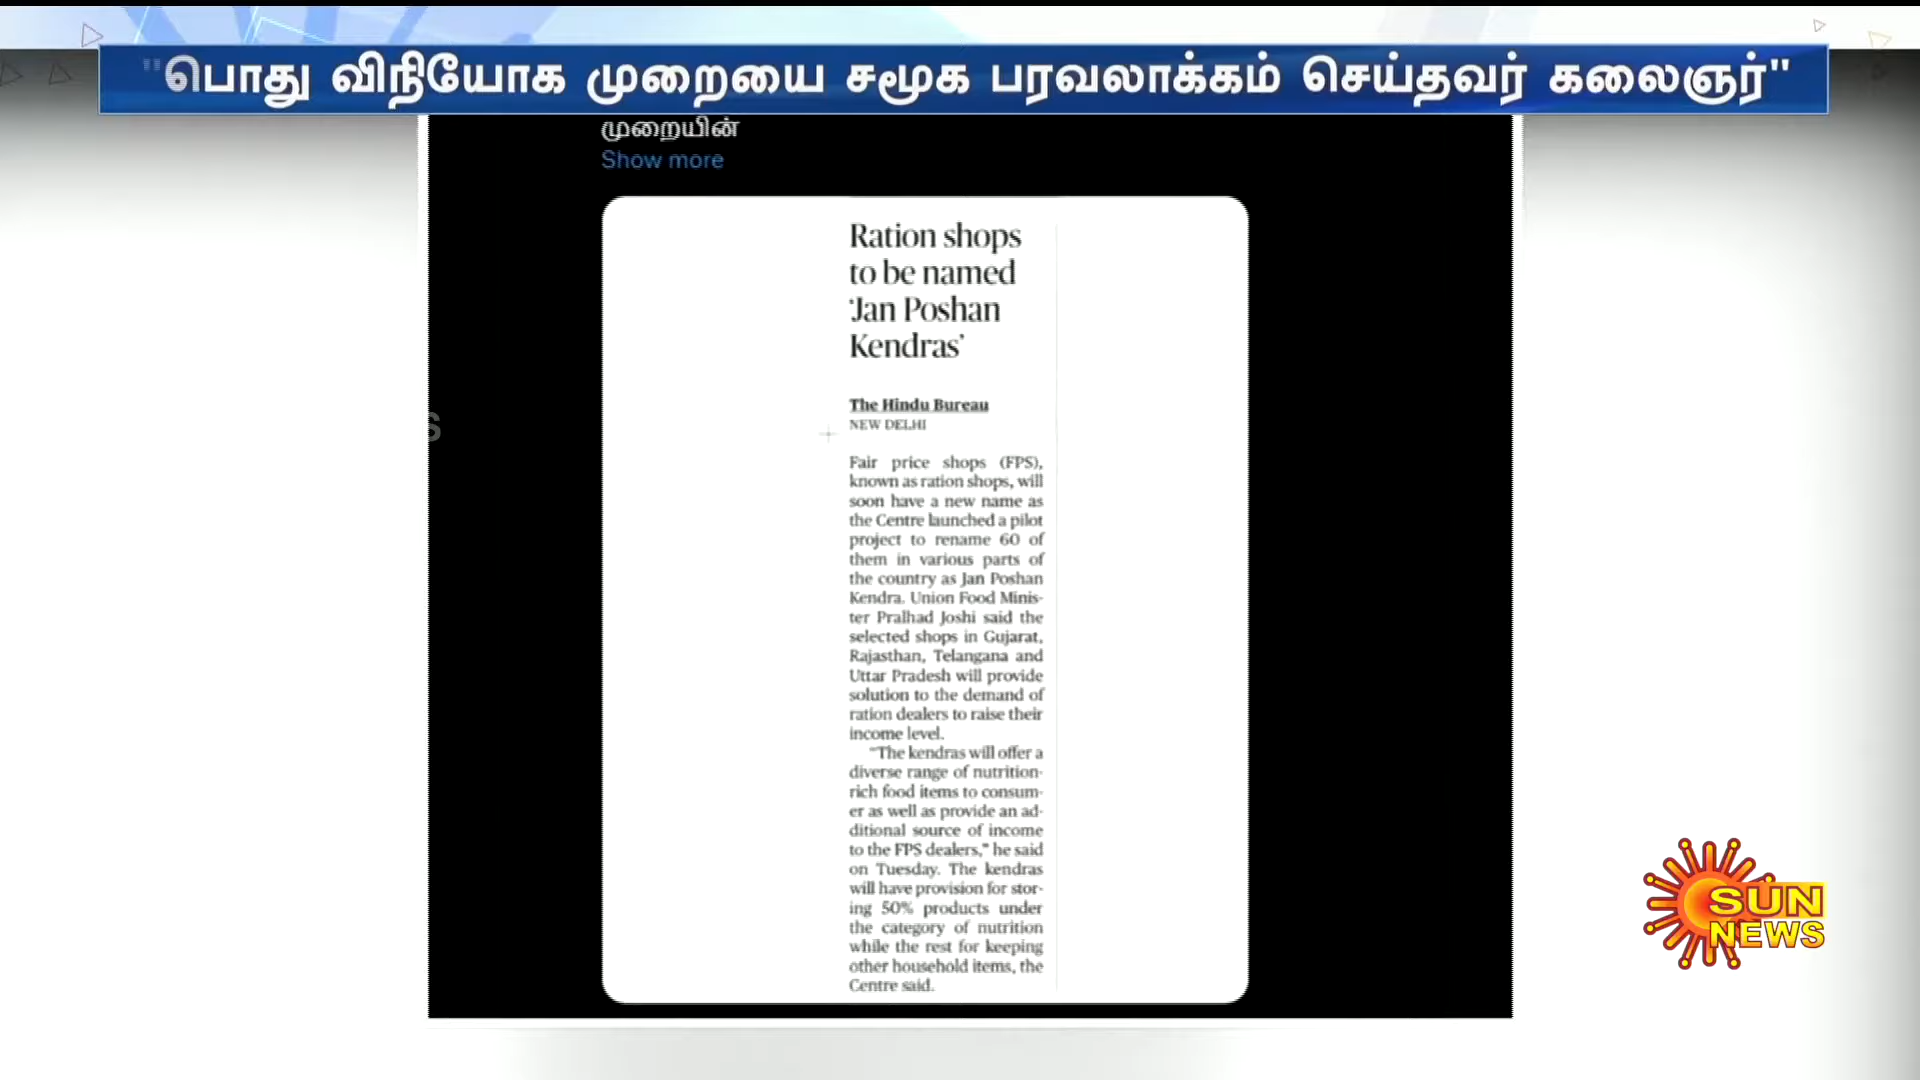 "பொது விநியோக முறையை சமூக பரவலாக்கம் செய்தவர் கலைஞர்"
முறையின்
Show more
Ration shops
to be named
‘Jan Poshan
Kendras’
The Hindu Bureau
NEW DELHI
Fair price shops (FPS),
known as ration shops, will
soon have a new name as
the Centre launched a pilot
project to rename 60 of
them in various parts of
the country as Jan Poshan
Kendra. Union Food Minis-
ter Pralhad Joshi said the
selected shops in Gujarat,
Rajasthan, Telangana and
Uttar Pradesh will provide
solution to the demand of
ration dealers to raise their
income level.
“The kendras will offer a
diverse range of nutrition-
rich food items to consum-
er as well as provide an ad-
ditional source of income
to the FPS dealers,” he said
on Tuesday. The kendras
will have provision for stor-
ing 50% products under
the category of nutrition
while the rest for keeping
other household items, the
Centre said.
SUN
NEWS